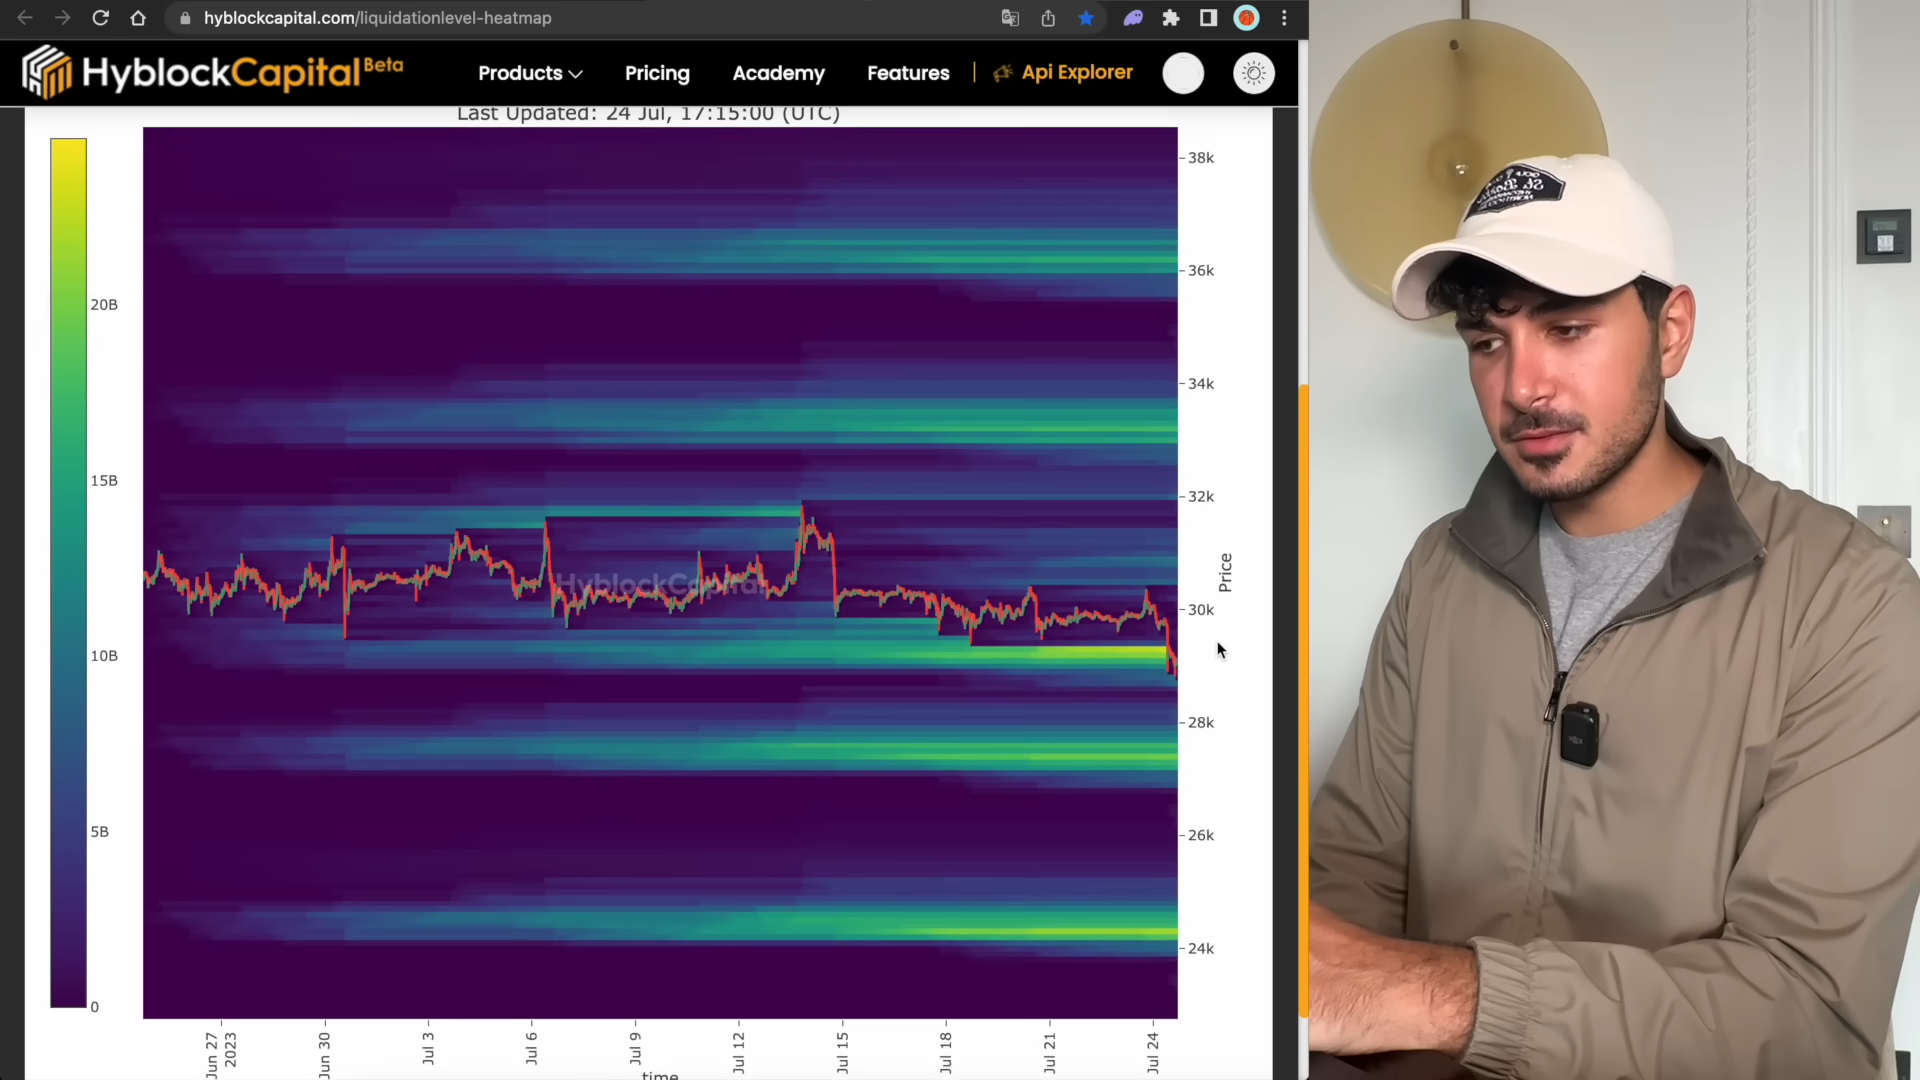 hyblockcapital.com/liquidationlevel-heatmap
HyblockCapital Beta
Products
Pricing
Academy
Features
Api Explorer
Last Updated: 24 Jul, 17:15:00 (UTC)
20B
15B
10B
5B
0
38k
36k
34k
32k
30k
28k
26k
24k
Price
HyblockCapital
Jun 27
2023
Jun 30
Jul 3
Jul 6
Jul 9
Jul 12
Jul 15
Jul 18
Jul 21
Jul 24
time